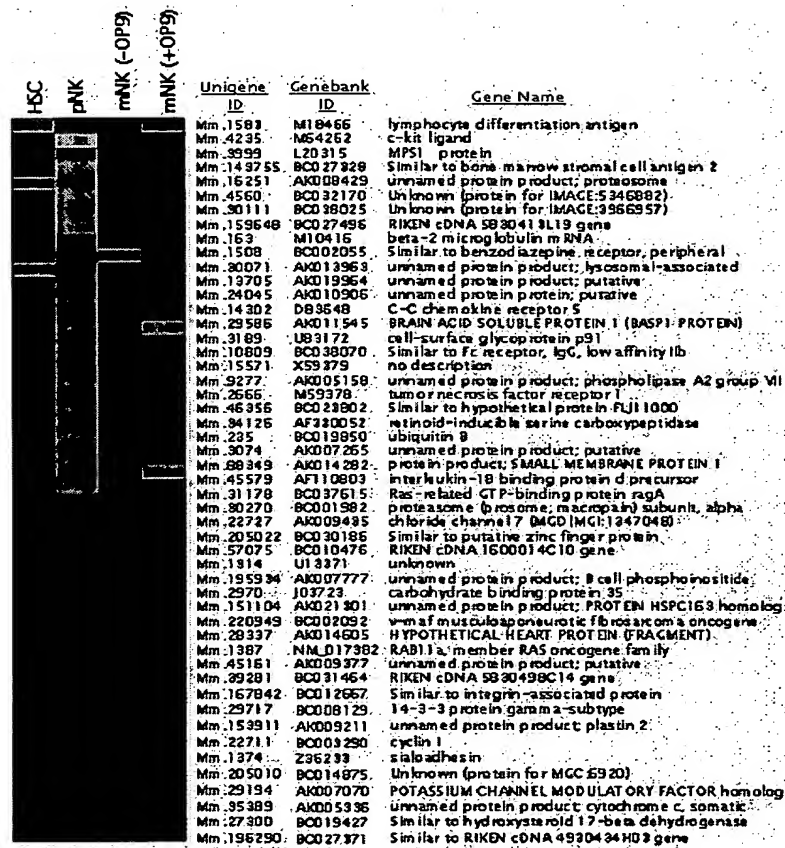 HSC
pNK
mNK (-OP9)
mNK (+OP9)
Unigene ID Genebank ID Gene Name
Mm.1583 M18466 lymphocyte differentiation antigen
Mm.4235 M64262 c-kit ligand
Mm.3999 L20315 MPS1 protein
Mm.143755 BC027328 Similar to bone marrow stromal cell antigen 2
Mm.16251 AK008429 unnamed protein product; proteosome
Mm.4560 BC032170 Unknown (protein for IMAGE:5346882)
Mm.30111 BC038025 Unknown (protein for IMAGE:3966957)
Mm.159648 BC027496 RIKEN cDNA 5830413L19 gene
Mm.163 M10416 beta-2 microglobulin mRNA
Mm.1508 BC002055 Similar to benzodiazepine receptor, peripheral
Mm.30071 AK013963 unnamed protein product; lysosomal-associated
Mm.13705 AK019964 unnamed protein product; putative
Mm.24045 AK010906 unnamed protein; putative
Mm.14302 D83648 C-C chemokine receptor 5
Mm.29586 AK011545 BRAIN ACID SOLUBLE PROTEIN 1 (BASP1 PROTEIN)
Mm.3189 U83172 cell-surface glycoprotein p91
Mm.10809 BC038070 Similar to Fc receptor, IgG, low affinity IIb
Mm.15571 X59379 no description
Mm.9277 AK005158 unnamed protein product; phospholipase A2 group VII
Mm.2666 M59378 tumor necrosis factor receptor 1
Mm.46356 BC023802 Similar to hypothetical protein FLJ11000
Mm.34126 AF330052 retinoid-inducible serine carboxypeptidase
Mm.235 BC019850 ubiquitin B
Mm.3074 AK007265 unnamed protein product; putative
Mm.68349 AK014282 protein product; SMALL MEMBRANE PROTEIN 1
Mm.45579 AF110803 interleukin-18 binding protein d precursor
Mm.31178 BC037615 Ras-related GTP-binding protein ragA
Mm.30270 BC001982 proteasome (prosome; macropain) subunit, alpha
Mm.22727 AK009435 chloride channel 7 (MGD|MGI:1347048)
Mm.205022 BC030186 Similar to putative zinc finger protein
Mm.57075 BC010476 RIKEN cDNA 1600014C10 gene
Mm.1314 U13371 unknown
Mm.195934 AK007777 unnamed protein product; B cell phosphoinositide
Mm.2970 J03723 carbohydrate binding protein 35
Mm.151104 AK021301 unnamed protein product; PROTEIN HSPC163 homolog
Mm.220949 BC002092 v-maf musculoaponeurotic fibrosarcoma oncogene
Mm.28337 AK014605 HYPOTHETICAL HEART PROTEIN (FRAGMENT)
Mm.1387 NM_017382 RAB11a, member RAS oncogene family
Mm.45161 AK009377 unnamed protein product; putative
Mm.39281 BC031464 RIKEN cDNA 5830498C14 gene
Mm.167842 BC012667 Similar to integrin-associated protein
Mm.29717 BC008129 14-3-3 protein gamma-subtype
Mm.153911 AK009211 unnamed protein product plastin 2
Mm.22711 BC003290 cyclin I
Mm.1374 Z36233 sialoadhesin
Mm.205010 BC014875 Unknown (protein for MGC:6920)
Mm.29194 AK007070 POTASSIUM CHANNEL MODULATORY FACTOR homolog
Mm.35389 AK005336 unnamed protein product cytochrome c, somatic
Mm.27300 BC019427 Similar to hydroxysteroid 17-beta dehydrogenase
Mm.196290 BC027371 Similar to RIKEN cDNA 4930434H03 gene